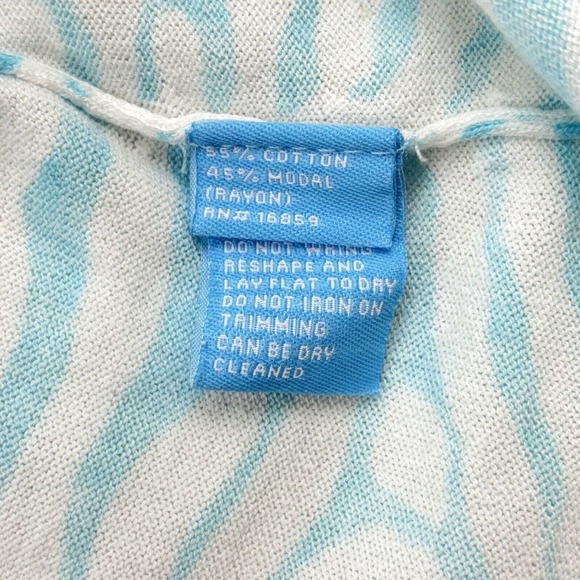 55% COTTON
45% MODAL
(RAYON)
RN# 16859
DO NOT WRING
RESHAPE AND
LAY FLAT TO DRY
DO NOT IRON ON
TRIMMING
CAN BE DRY
CLEANED